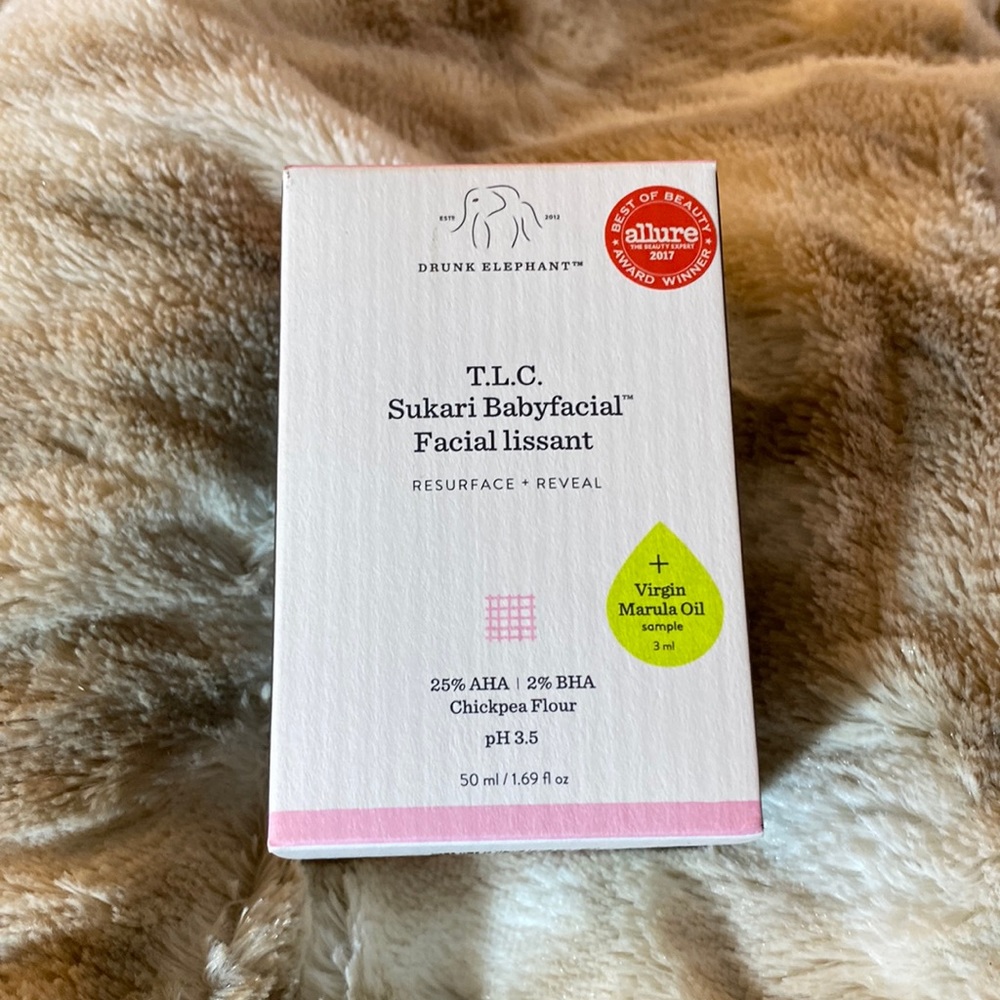 ESTD 2012
DRUNK ELEPHANT™
BEST OF BEAUTY
allure
THE BEAUTY EXPERT
2017
AWARD WINNER
T.L.C.
Sukari Babyfacial™
Facial lissant
RESURFACE + REVEAL
+
Virgin
Marula Oil
sample
3 ml
25% AHA | 2% BHA
Chickpea Flour
pH 3.5
50 ml / 1.69 fl oz